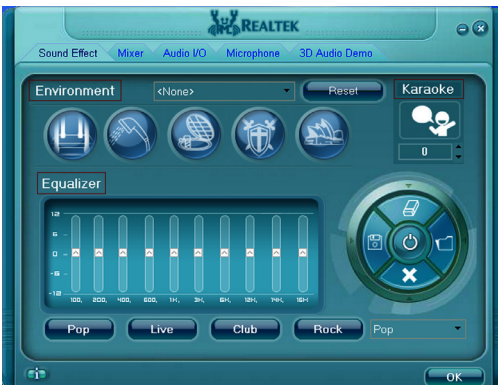 REALTEK
Sound Effect Mixer Audio I/O Microphone 3D Audio Demo
Environment <None> Reset Karaoke
0
Equalizer
12
6
0
-6
-12
100, 200, 400, 600, 1K, 3K, 6K, 12K, 14K, 16K
Pop Live Club Rock Pop
i OK